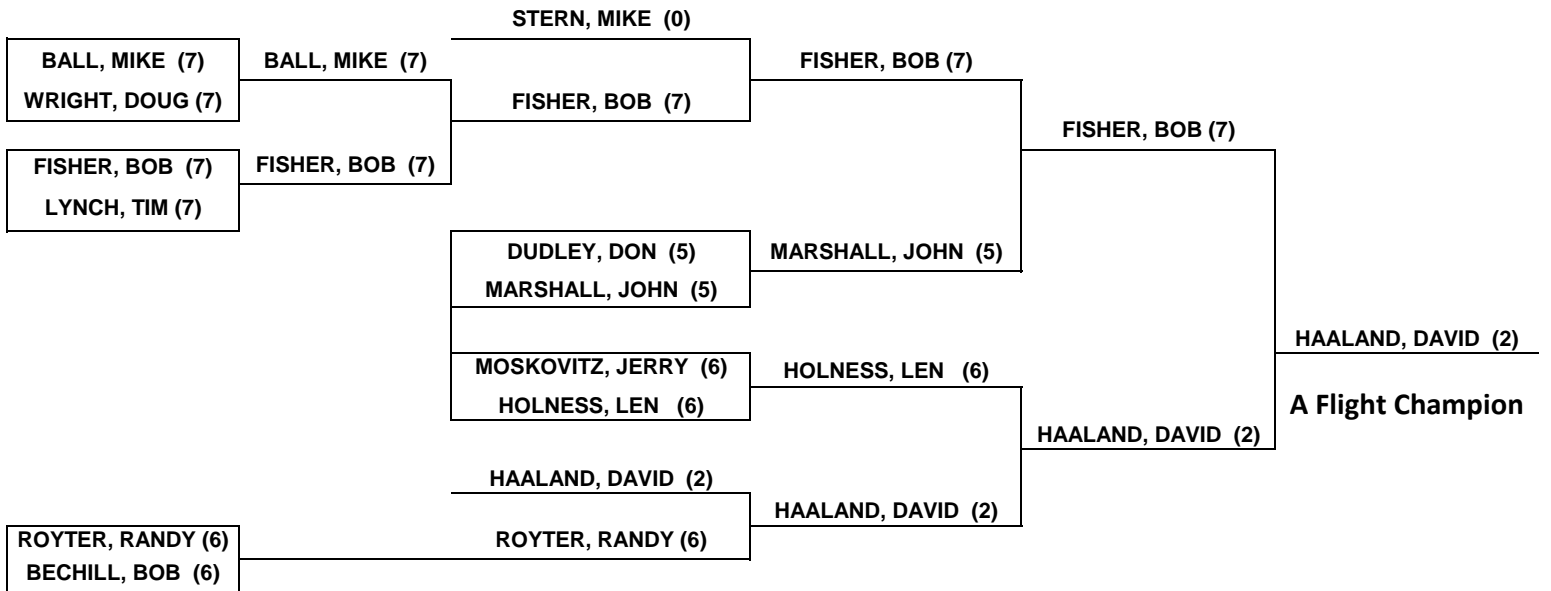 STERN, MIKE (0)
BALL, MIKE (7)
BALL, MIKE (7)
FISHER, BOB (7)
WRIGHT, DOUG (7)
FISHER, BOB (7)
FISHER, BOB (7)
FISHER, BOB (7)
FISHER, BOB (7)
LYNCH, TIM (7)
DUDLEY, DON (5)
MARSHALL, JOHN (5)
MARSHALL, JOHN (5)
HAALAND, DAVID (2)
MOSKOVITZ, JERRY (6)
HOLNESS, LEN (6)
HOLNESS, LEN (6)
A Flight Champion
HAALAND, DAVID (2)
HAALAND, DAVID (2)
HAALAND, DAVID (2)
ROYTER, RANDY (6)
ROYTER, RANDY (6)
BECHILL, BOB (6)